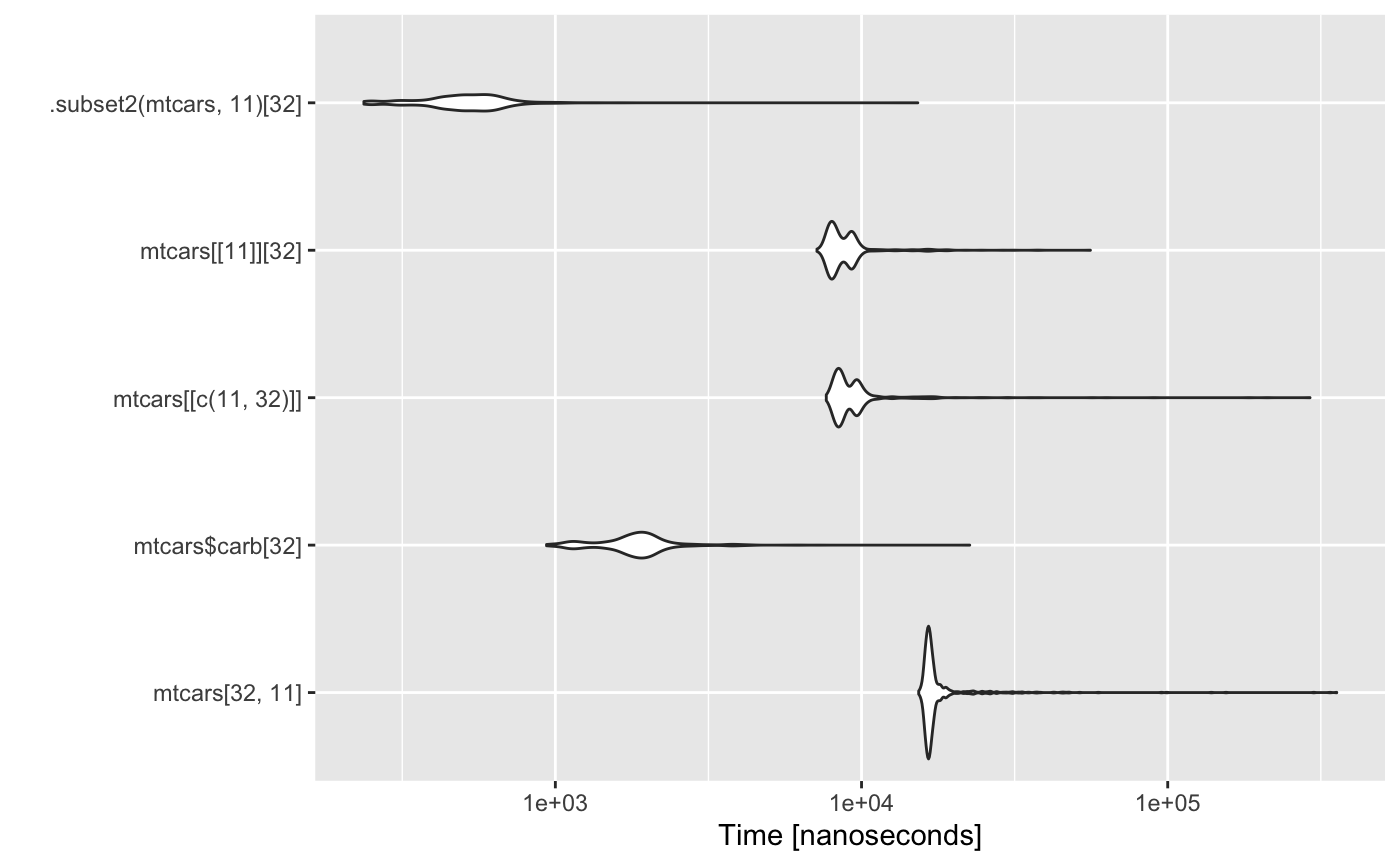 .subset2(mtcars, 11)[32]
mtcars[[11]][32]
mtcars[[c(11, 32)]]
mtcars$carb[32]
mtcars[32, 11]
1e+03 1e+04 1e+05
Time [nanoseconds]